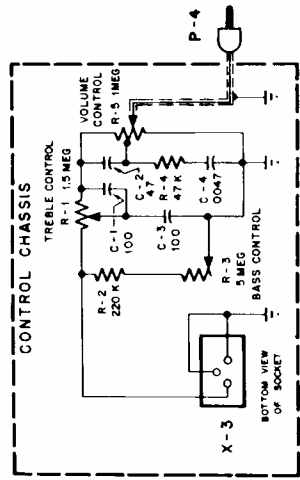 CONTROL CHASSIS
TREBLE CONTROL
R-1 1.5 MEG
VOLUME
CONTROL
R-5 1MEG
P-4
C-1
100
C-2
47
R-2
220 K
C-3
100
R-4
47 K
C-4
.0047
R-3
5 MEG
BASS CONTROL
X-3
BOTTOM VIEW
OF SOCKET